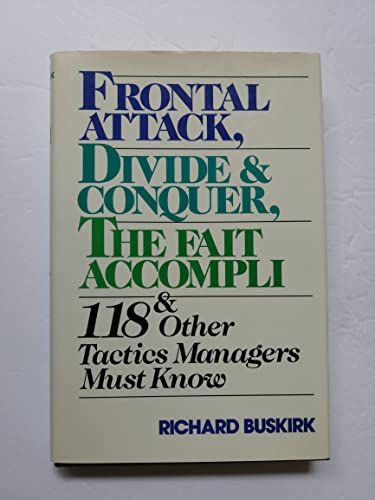 FRONTAL
ATTACK,
DIVIDE &
CONQUER,
THE FAIT
ACCOMPLI
& 118 Other
Tactics Managers
Must Know
RICHARD BUSKIRK